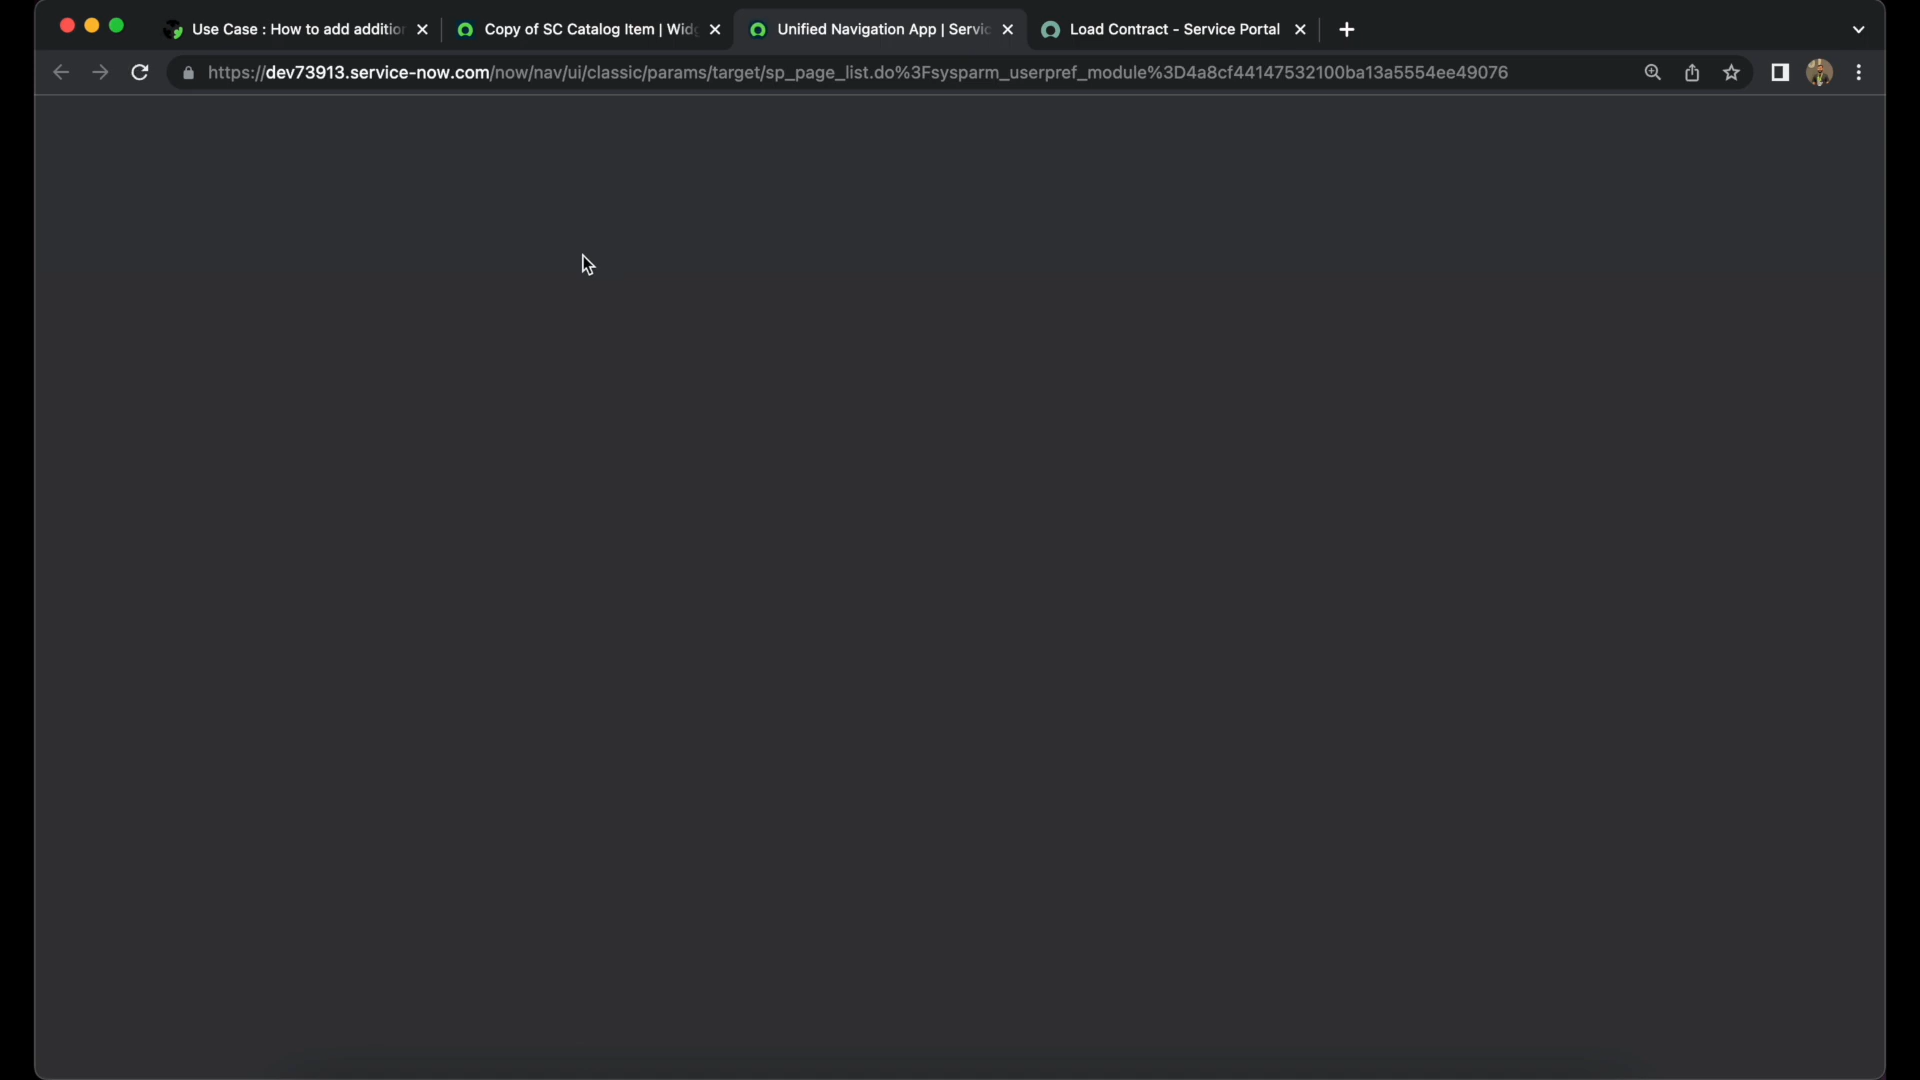 Use Case : How to add additio
Copy of SC Catalog Item | Wid
Unified Navigation App | Servic
Load Contract - Service Portal
https://dev73913.service-now.com/now/nav/ui/classic/params/target/sp_page_list.do%3Fsysparm_userpref_module%3D4a8cf44147532100ba13a5554ee49076